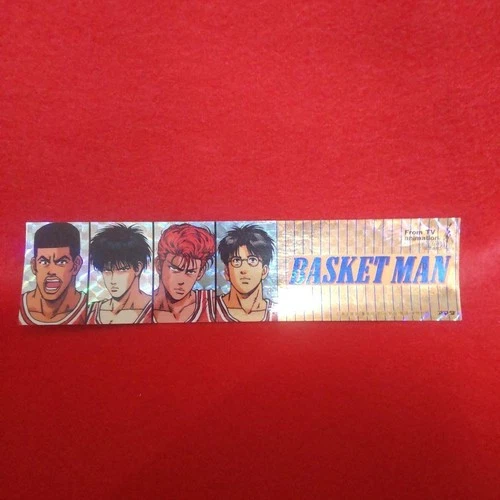 From TV
animation
BASKET MAN